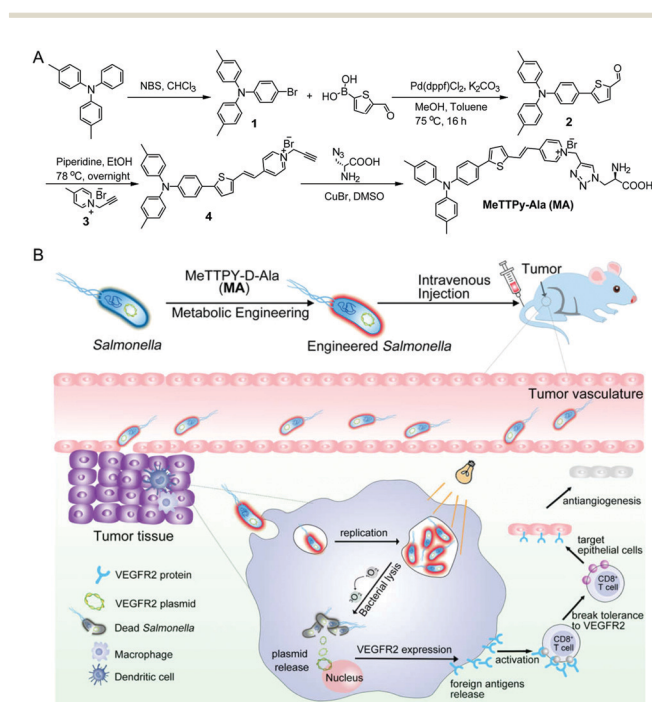 A
NBS, CHCl3
1
+
Pd(dppf)Cl2, K2CO3
MeOH, Toluene
75 ºC, 16 h
2
Piperidine, EtOH
78 ºC, overnight
3
4
CuBr, DMSO
MeTTPy-Ala (MA)
B
MeTTPY-D-Ala
(MA)
Metabolic Engineering
Salmonella
Engineered Salmonella
Intravenous
Injection
Tumor
Tumor vasculature
Tumor tissue
VEGFR2 protein
VEGFR2 plasmid
Dead Salmonella
Macrophage
Dendritic cell
replication
Bacterial lysis
plasmid
release
Nucleus
VEGFR2 expression
foreign antigens
release
activation
CD8+
T cell
break tolerance
to VEGFR2
CD8+
T cell
target
epithelial cells
antiangiogenesis